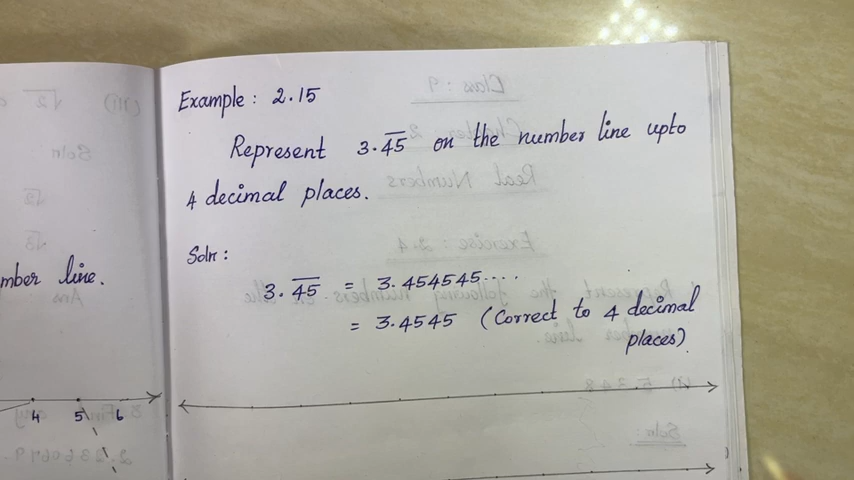 mber line.
4 5 6
Example: 2.15
Represent 3.4̅5̅ on the number line upto
4 decimal places.
Soln:
3.4̅5̅ = 3.454545....
= 3.4545 (Correct to 4 decimal
places)